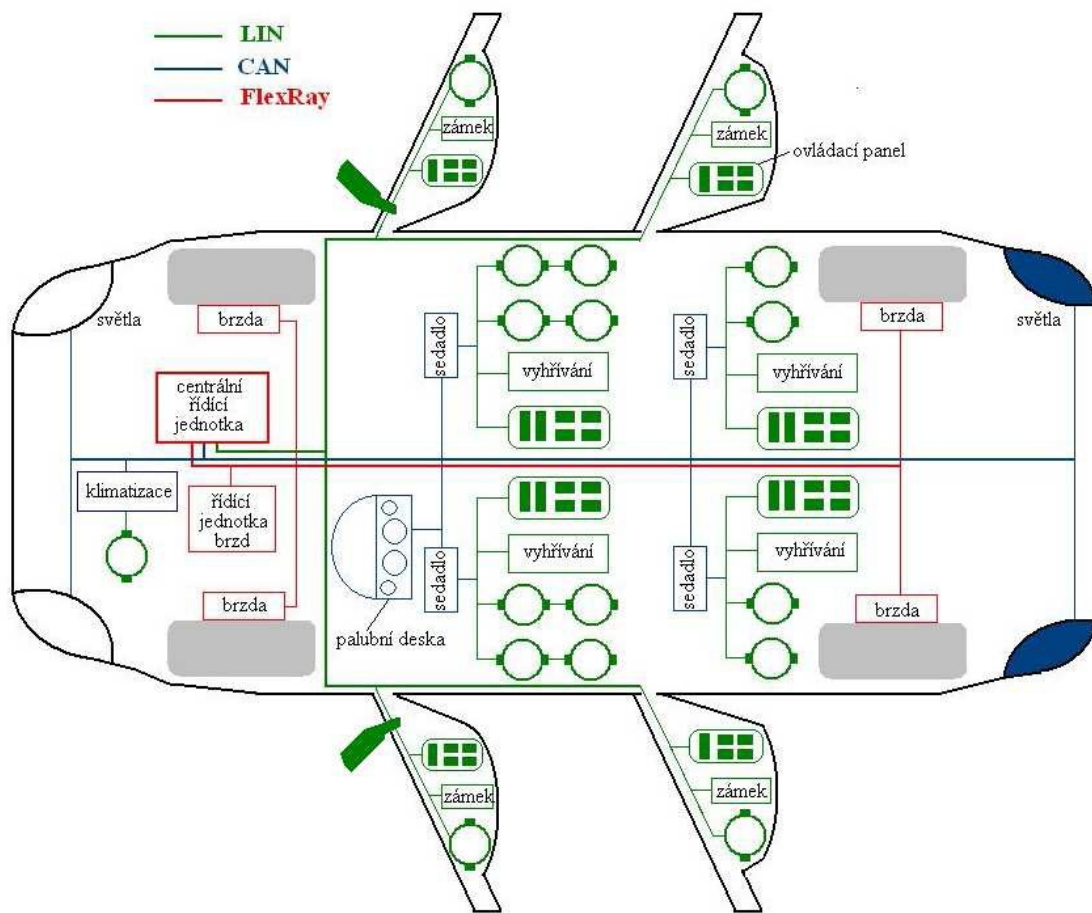 LIN
CAN
FlexRay
zámek
zámek
ovládací panel
světla
brzda
sedadlo
vyhřívání
sedadlo
vyhřívání
brzda
světla
centrální
řídící
jednotka
klimatizace
řídící
jednotka
brzd
sedadlo
vyhřívání
sedadlo
vyhřívání
brzda
palubní deska
brzda
zámek
zámek